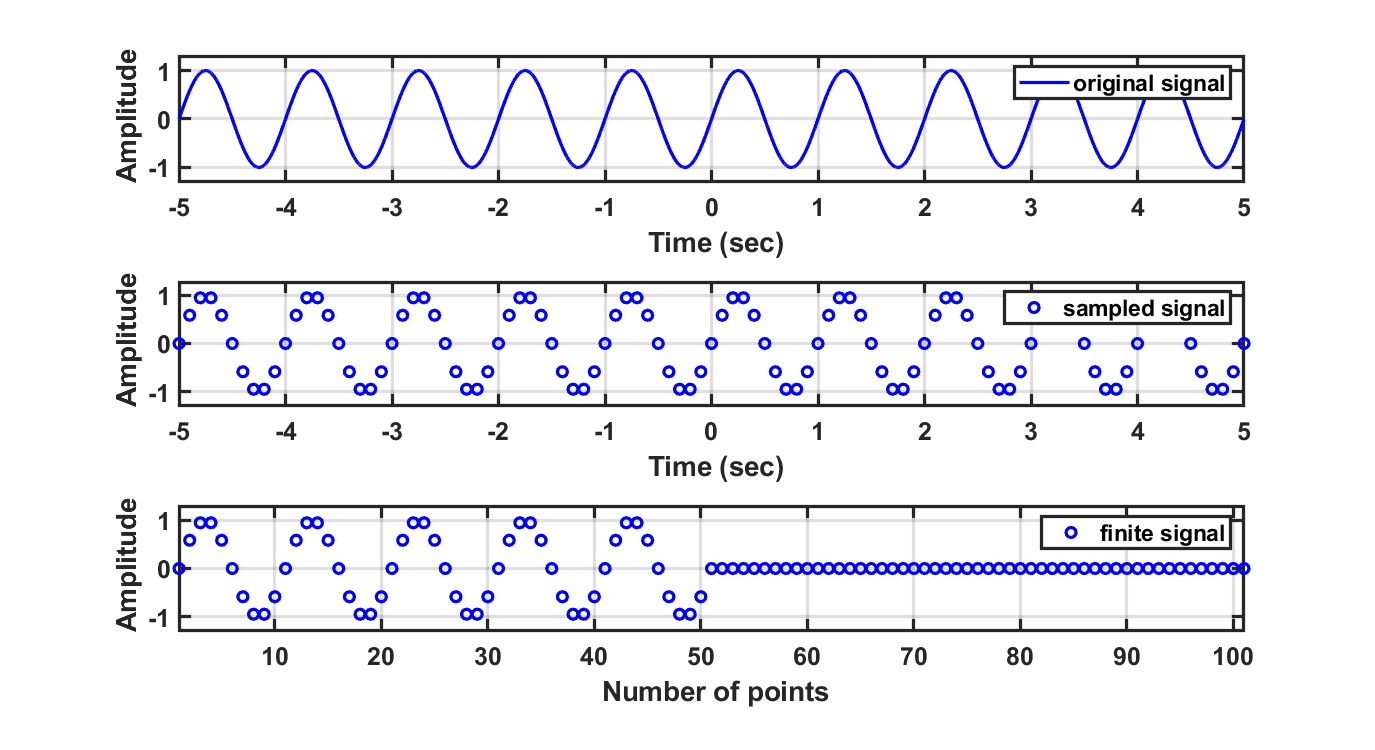 Amplitude
1
0
-1
original signal
-5 -4 -3 -2 -1 0 1 2 3 4 5
Time (sec)
Amplitude
1
0
-1
sampled signal
-5 -4 -3 -2 -1 0 1 2 3 4 5
Time (sec)
Amplitude
1
0
-1
finite signal
10 20 30 40 50 60 70 80 90 100
Number of points